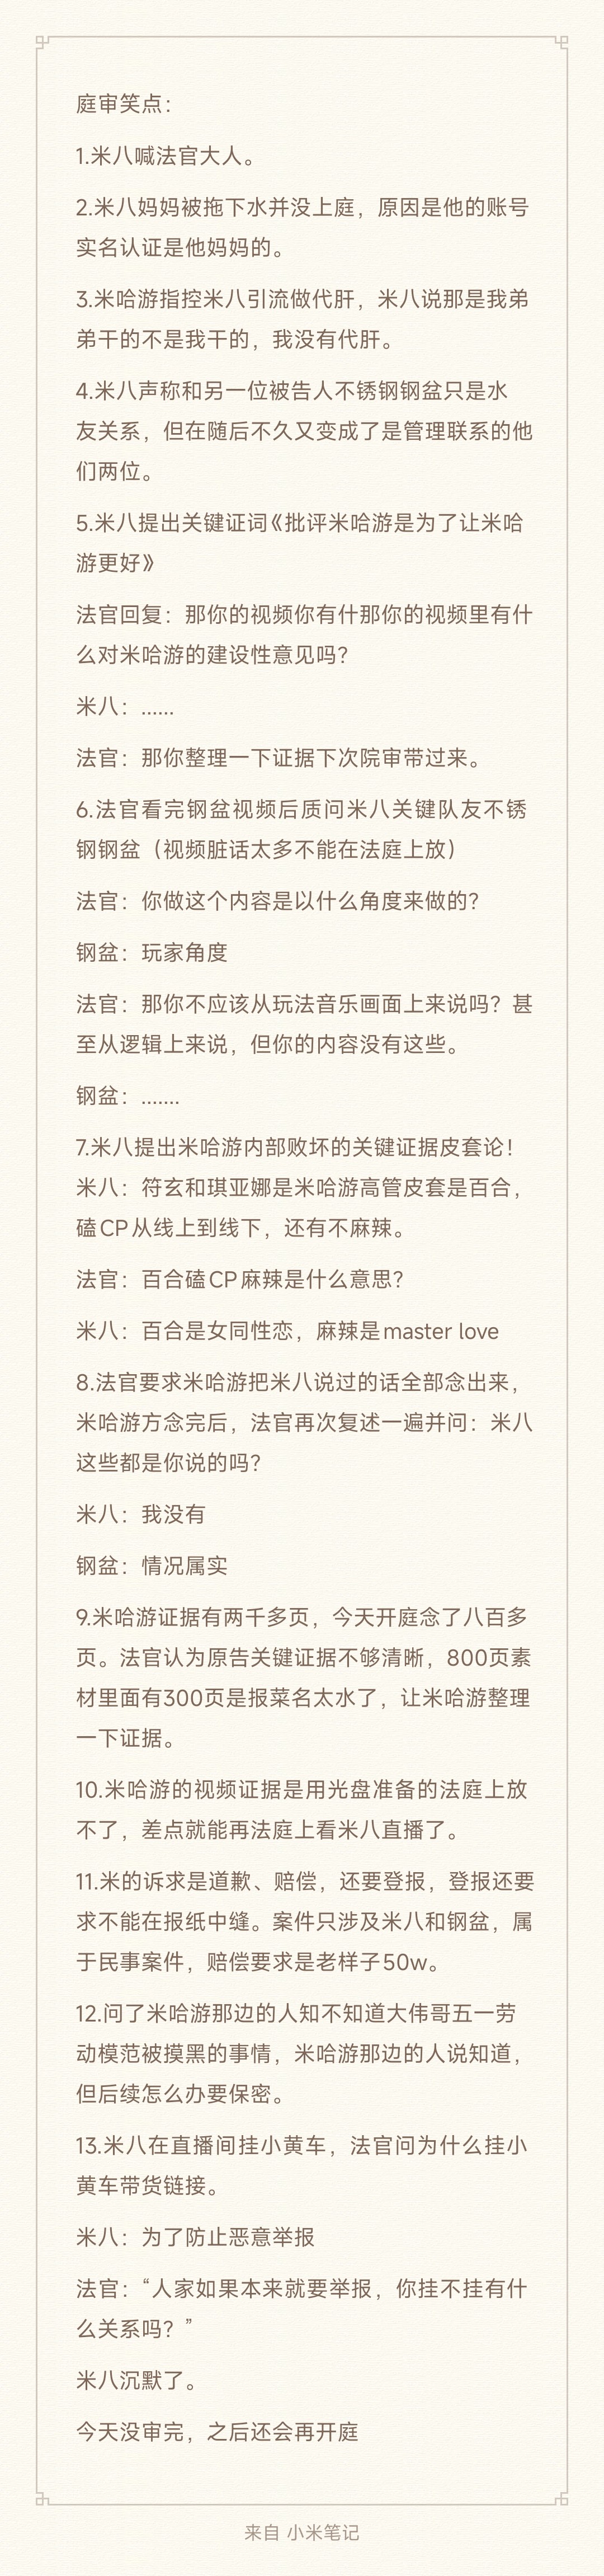 庭审笑点：
1.米八喊法官大人。
2.米八妈妈被拖下水并没上庭，原因是他的账号
实名认证是他妈妈的。
3.米哈游指控米八引流做代肝，米八说那是我弟
弟干的不是我干的，我没有代肝。
4.米八声称和另一位被告人不锈钢钢盆只是水
友关系，但在随后不久又变成了是管理联系的他
们两位。
5.米八提出关键证词《批评米哈游是为了让米哈
游更好》
法官回复：那你的视频你有什那你的视频里有什
么对米哈游的建设性意见吗？
米八：......
法官：那你整理一下证据下次院审带过来。
6.法官看完钢盆视频后质问米八关键队友不锈
钢钢盆（视频脏话太多不能在法庭上放）
法官：你做这个内容是以什么角度来做的？
钢盆：玩家角度
法官：那你不应该从玩法音乐画面上来说吗？甚
至从逻辑上来说，但你的内容没有这些。
钢盆：.......
7.米八提出米哈游内部败坏的关键证据皮套论！
米八：符玄和琪亚娜是米哈游高管皮套是百合，
磕CP从线上到线下，还有不麻辣。
法官：百合磕CP麻辣是什么意思？
米八：百合是女同性恋，麻辣是master love
8.法官要求米哈游把米八说过的话全部念出来，
米哈游方念完后，法官再次复述一遍并问：米八
这些都是你说的吗？
米八：我没有
钢盆：情况属实
9.米哈游证据有两千多页，今天开庭念了八百多
页。法官认为原告关键证据不够清晰，800页素
材里面有300页是报菜名太水了，让米哈游整理
一下证据。
10.米哈游的视频证据是用光盘准备的法庭上放
不了，差点就能再法庭上看米八直播了。
11.米的诉求是道歉、赔偿，还要登报，登报还要
求不能在报纸中缝。案件只涉及米八和钢盆，属
于民事案件，赔偿要求是老样子50w。
12.问了米哈游那边的人知不知道大伟哥五一劳
动模范被摸黑的事情，米哈游那边的人说知道，
但后续怎么办要保密。
13.米八在直播间挂小黄车，法官问为什么挂小
黄车带货链接。
米八：为了防止恶意举报
法官：“人家如果本来就要举报，你挂不挂有什
么关系吗？”
米八沉默了。
今天没审完，之后还会再开庭
来自 小米笔记